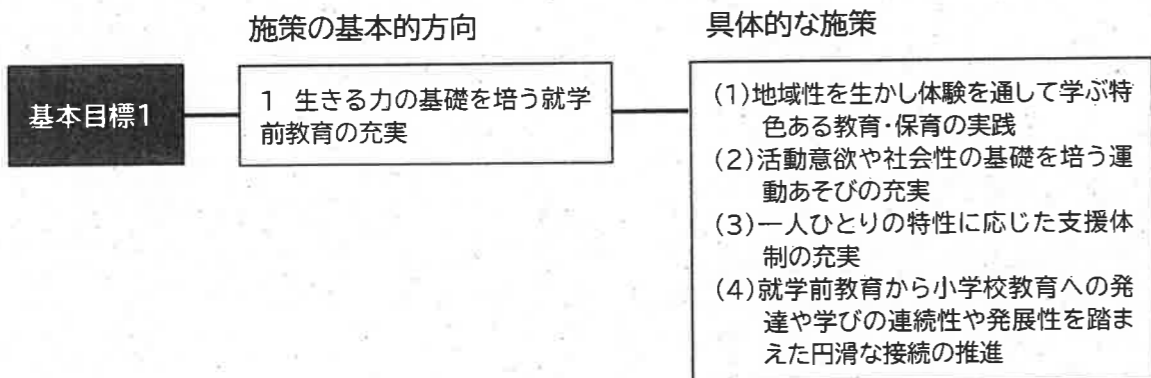 施策の基本的方向
具体的な施策
基本目標1
1 生きる力の基礎を培う就学
前教育の充実
(1)地域性を生かし体験を通して学ぶ特
色ある教育・保育の実践
(2)活動意欲や社会性の基礎を培う運
動あそびの充実
(3)一人ひとりの特性に応じた支援体
制の充実
(4)就学前教育から小学校教育への発
達や学びの連続性や発展性を踏ま
えた円滑な接続の推進